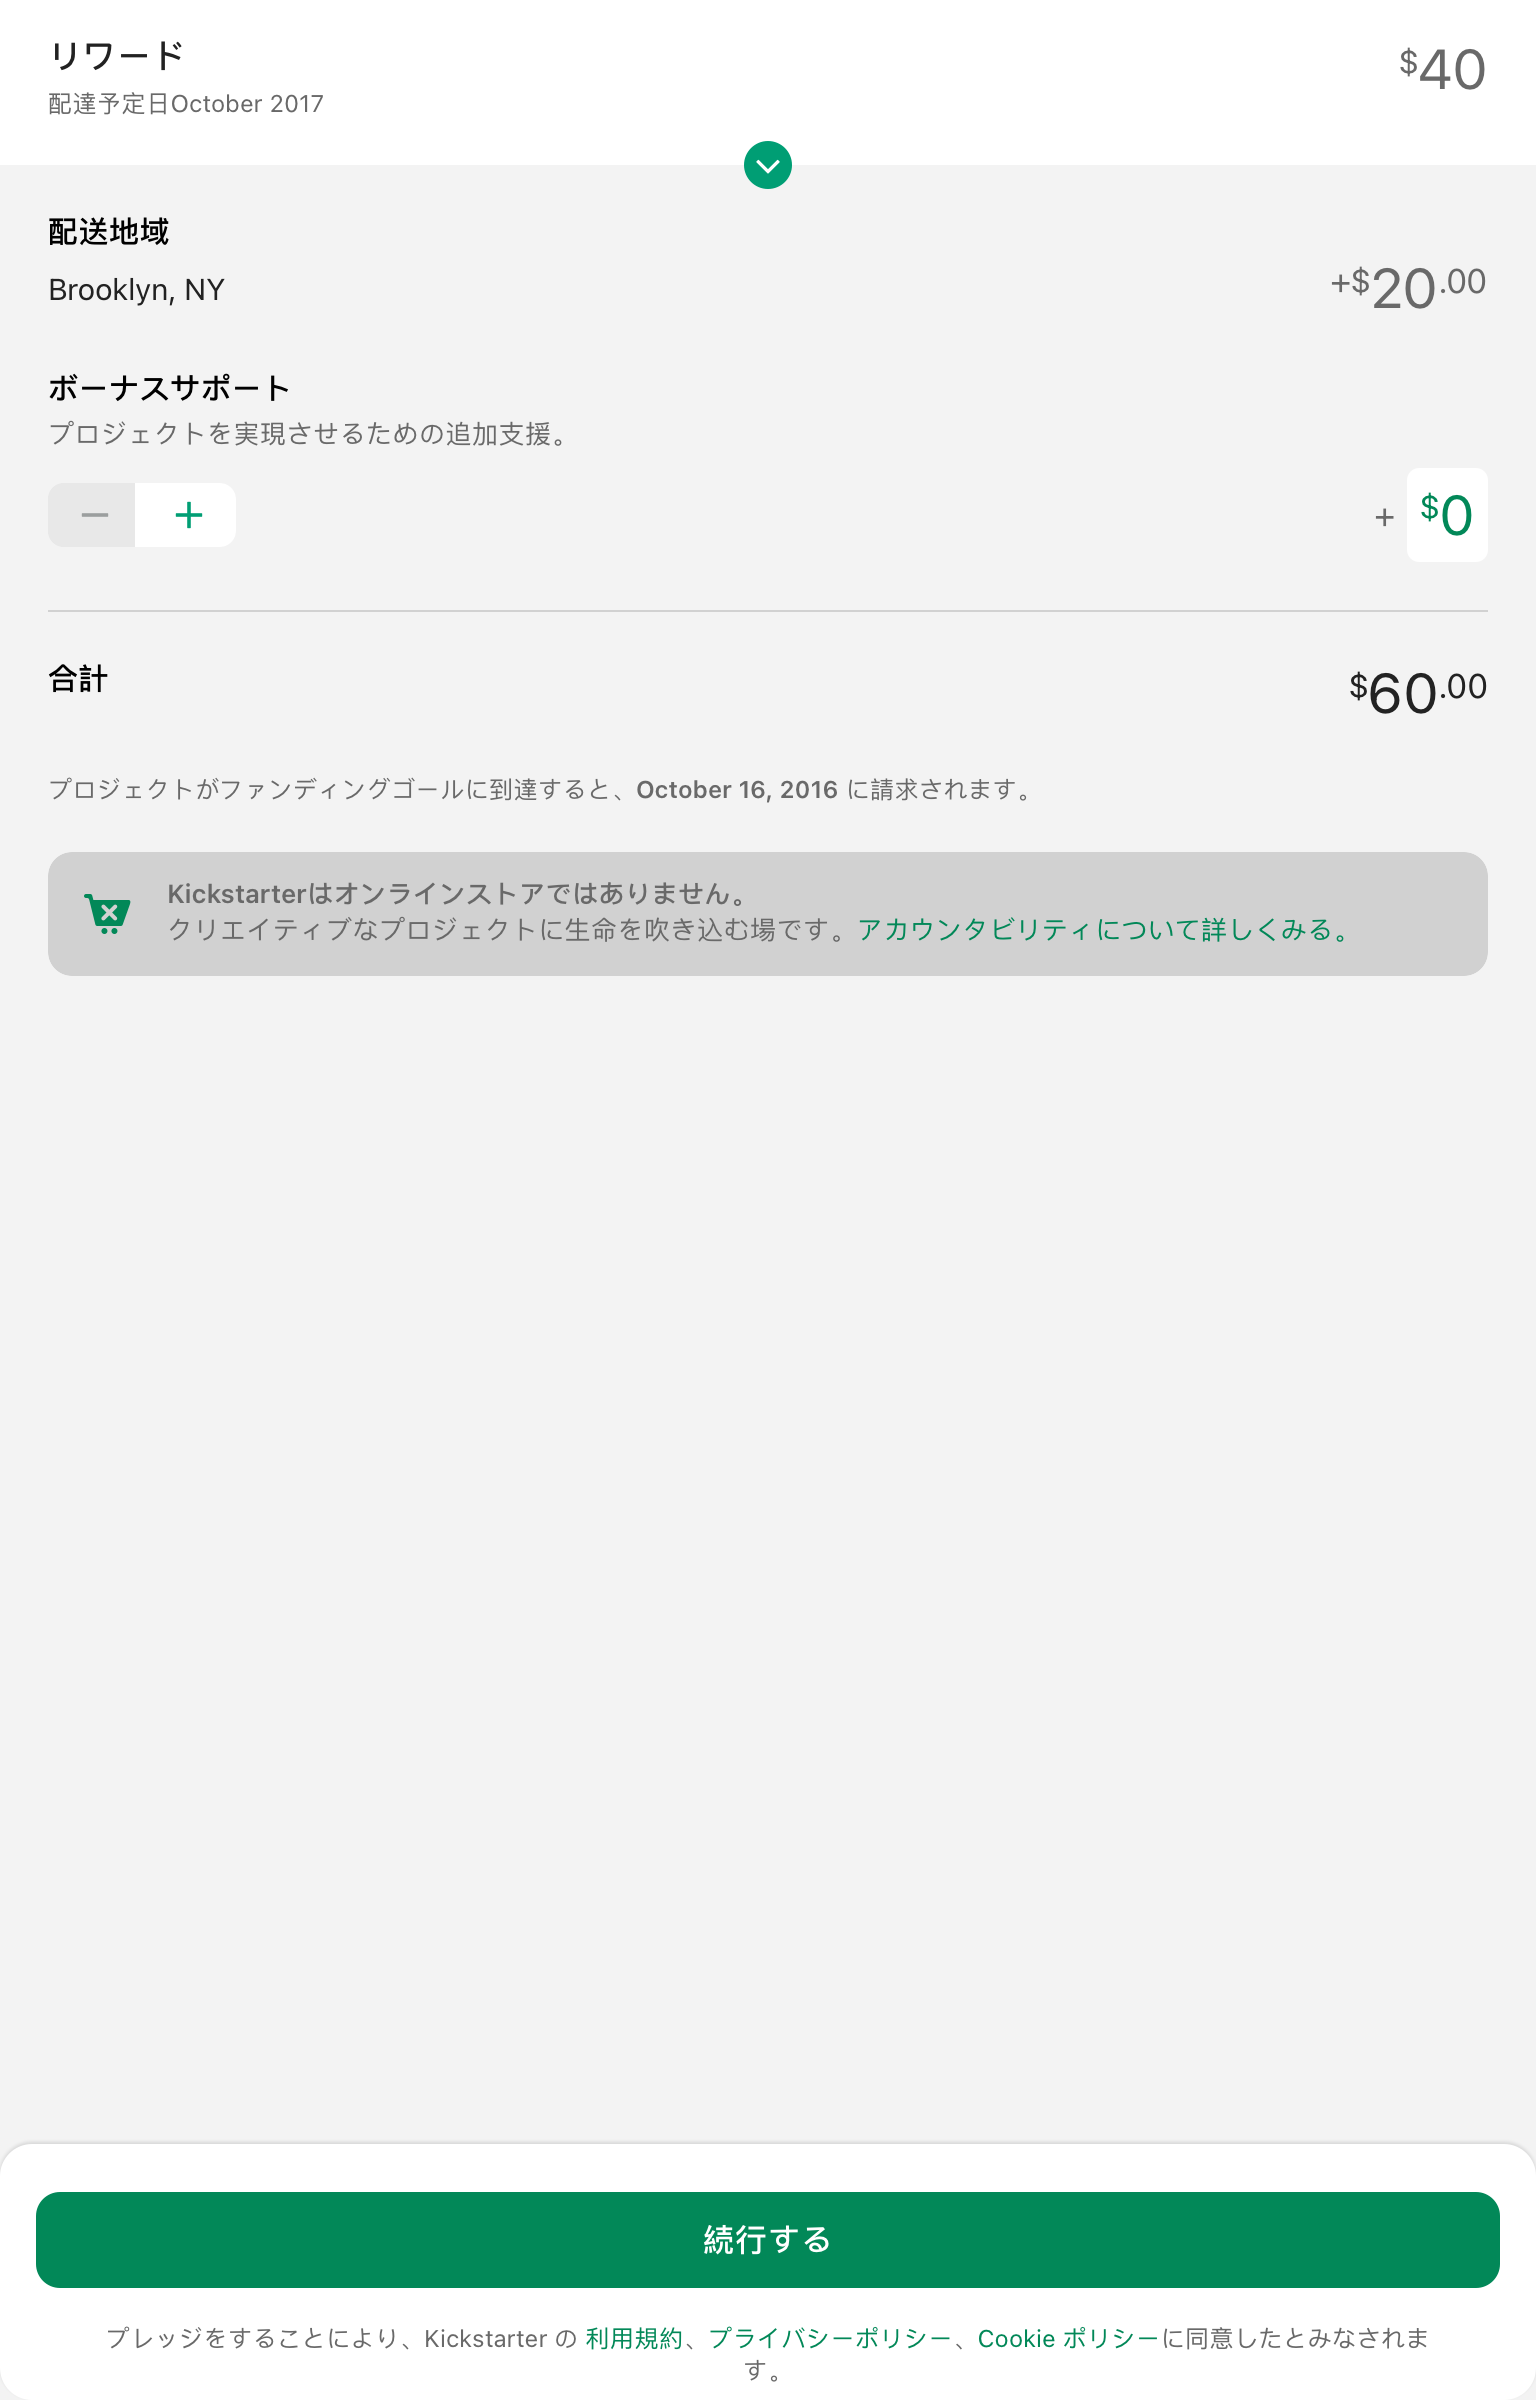 リワード
$40
配達予定日October 2017
配送地域
Brooklyn, NY
+$20.00
ボーナスサポート
プロジェクトを実現させるための追加支援。
+ $0
合計
$60.00
プロジェクトがファンディングゴールに到達すると、October 16, 2016 に請求されます。
Kickstarterはオンラインストアではありません。
クリエイティブなプロジェクトに生命を吹き込む場です。アカウンタビリティについて詳しくみる。
続行する
プレッジをすることにより、Kickstarter の 利用規約、プライバシーポリシー、Cookie ポリシーに同意したとみなされま
す。